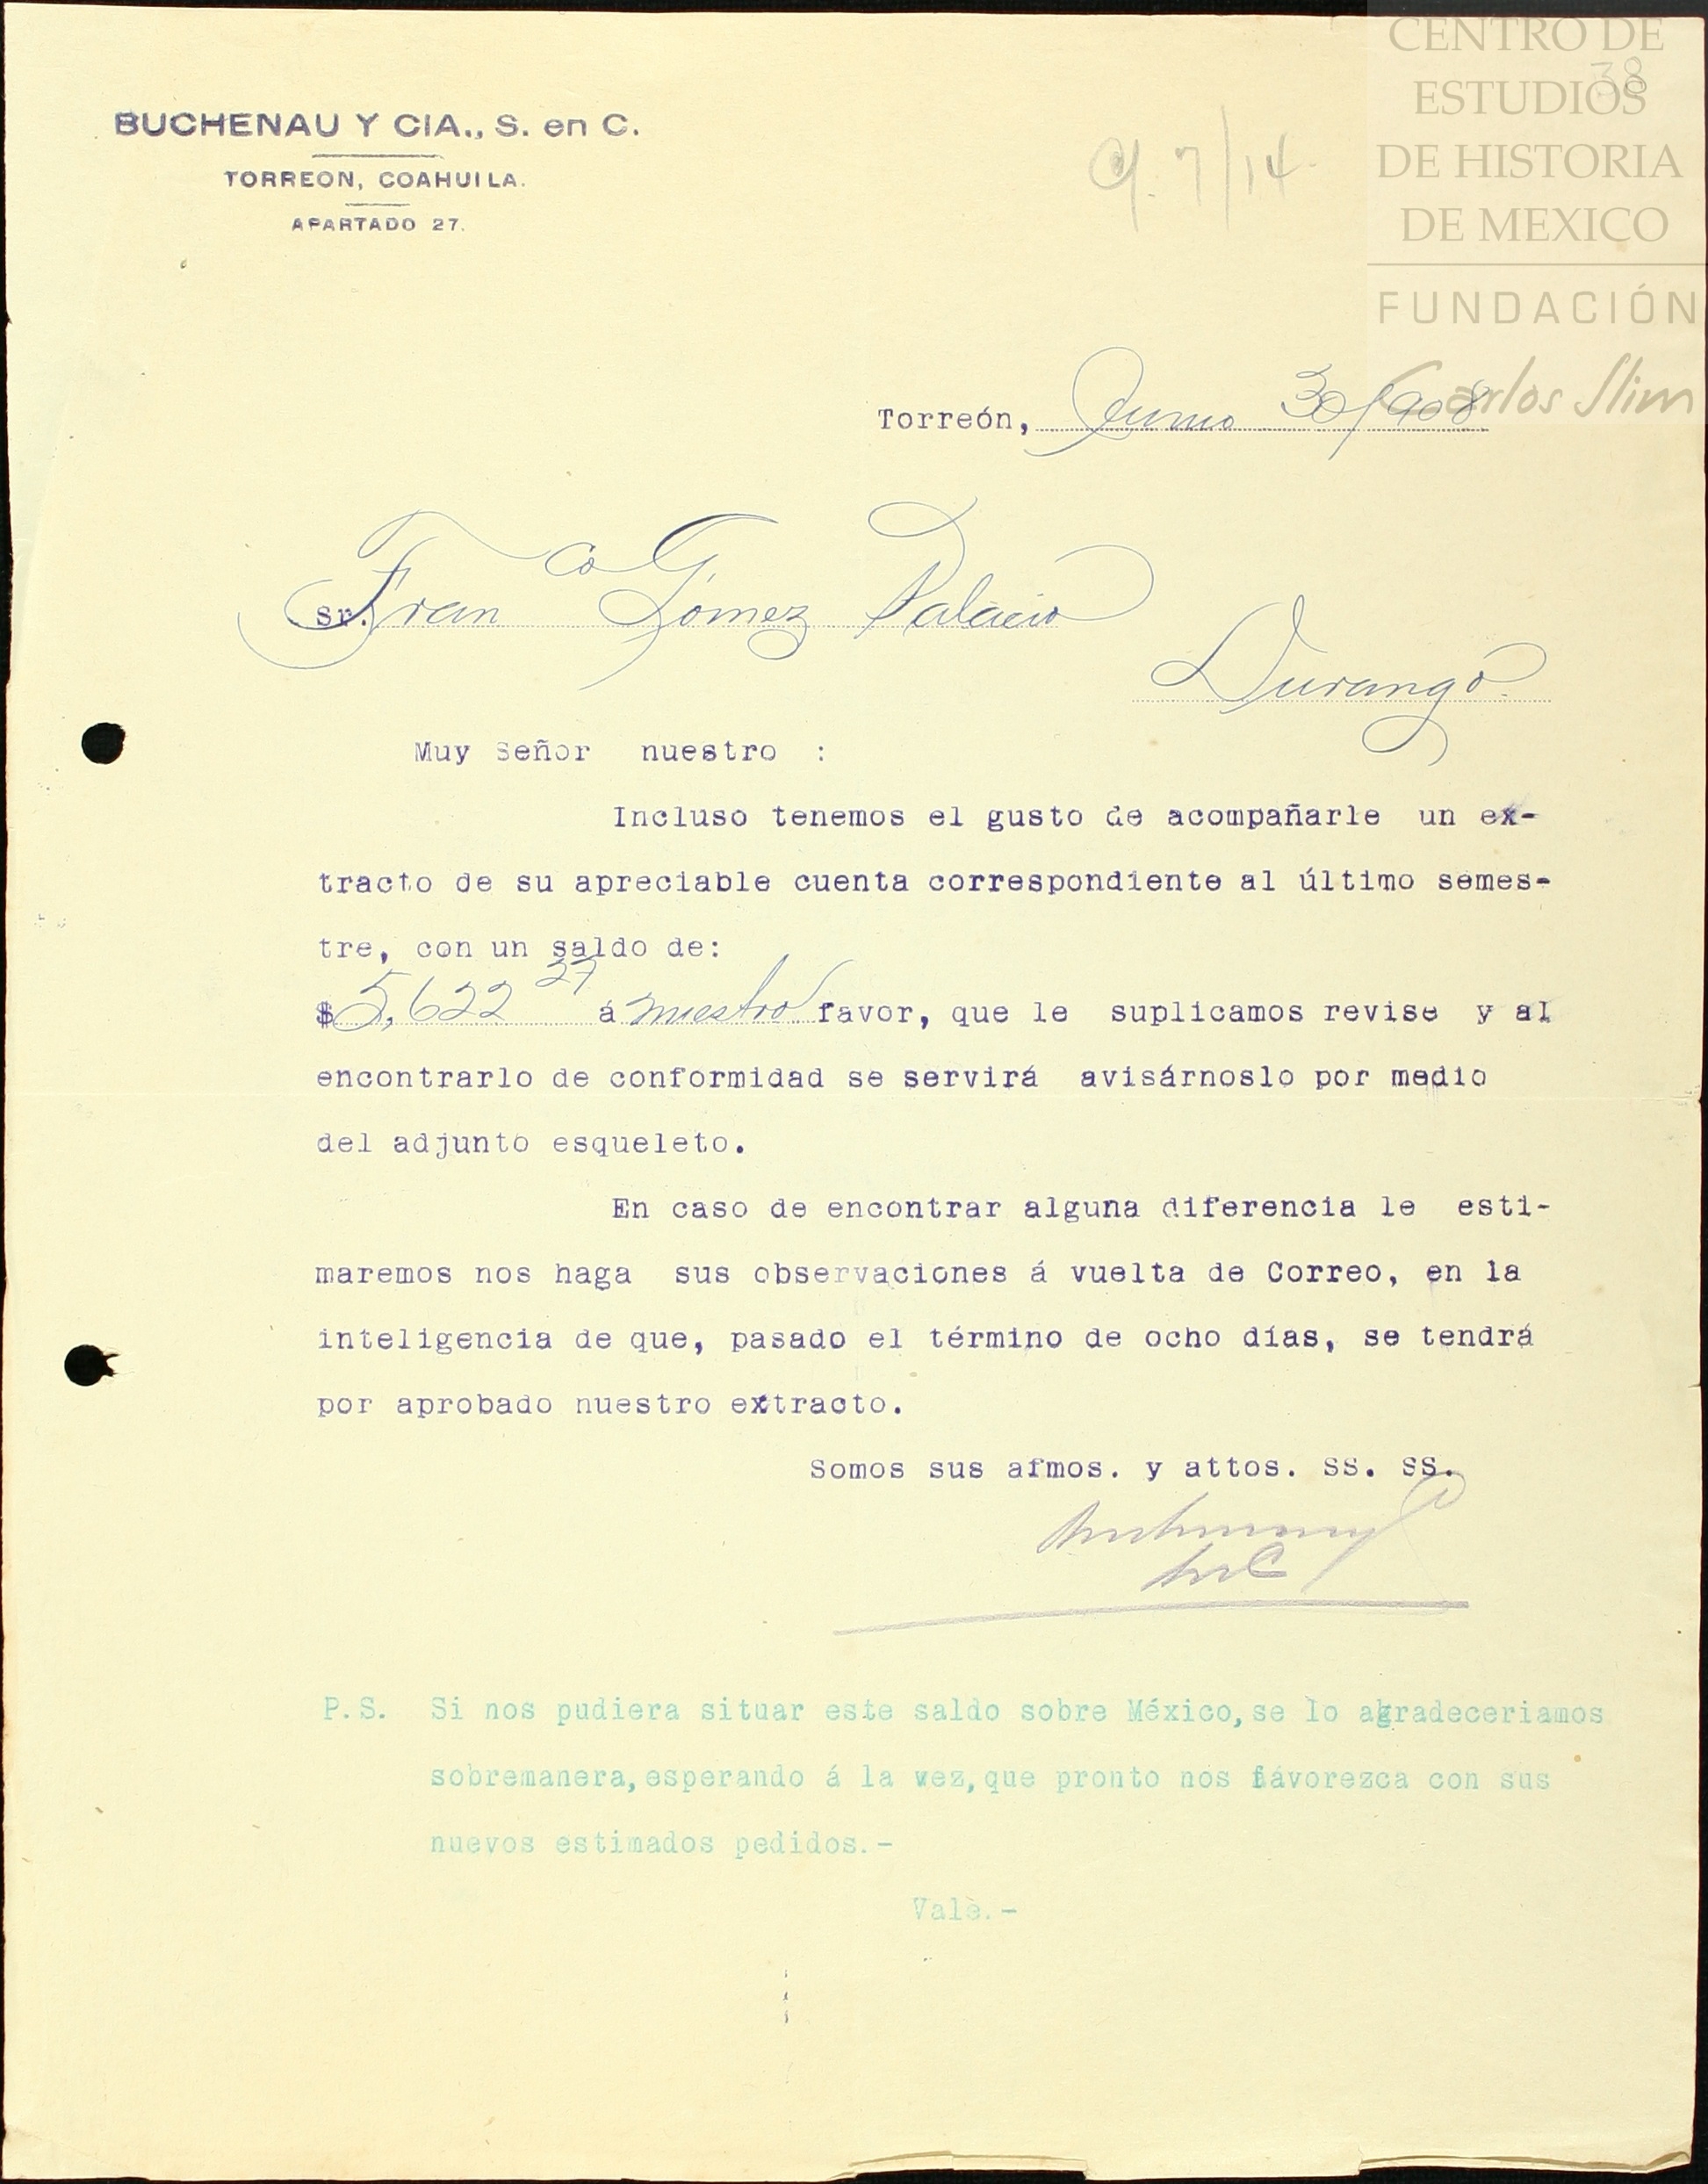 CENTRO DE
38
ESTUDIOS
DE HISTORIA
DE MEXICO
FUNDACIÓN
Carlos Slim
BUCHENAU Y CIA., S. en C.
TORREON, COAHUILA.
APARTADO 27.
7/14
Torreón, Junio 30/908
Sr. Franco Gómez Palacio
Durango.
Muy Señor nuestro :
Incluso tenemos el gusto de acompañarle un ex-
tracto de su apreciable cuenta correspondiente al último semes-
tre, con un saldo de:
$ 5,622 27 á nuestro favor, que le suplicamos revise y al
encontrarlo de conformidad se servirá avisárnoslo por medio
del adjunto esqueleto.
En caso de encontrar alguna diferencia le esti-
maremos nos haga sus observaciones á vuelta de Correo, en la
inteligencia de que, pasado el término de ocho días, se tendrá
por aprobado nuestro extracto.
Somos sus afmos. y attos. SS. SS.
P.S. Si nos pudiera situar este saldo sobre México,se lo agradeceriamos
sobremanera,esperando á la vez,que pronto nos favorezca con sus
nuevos estimados pedidos.-
Vale.-